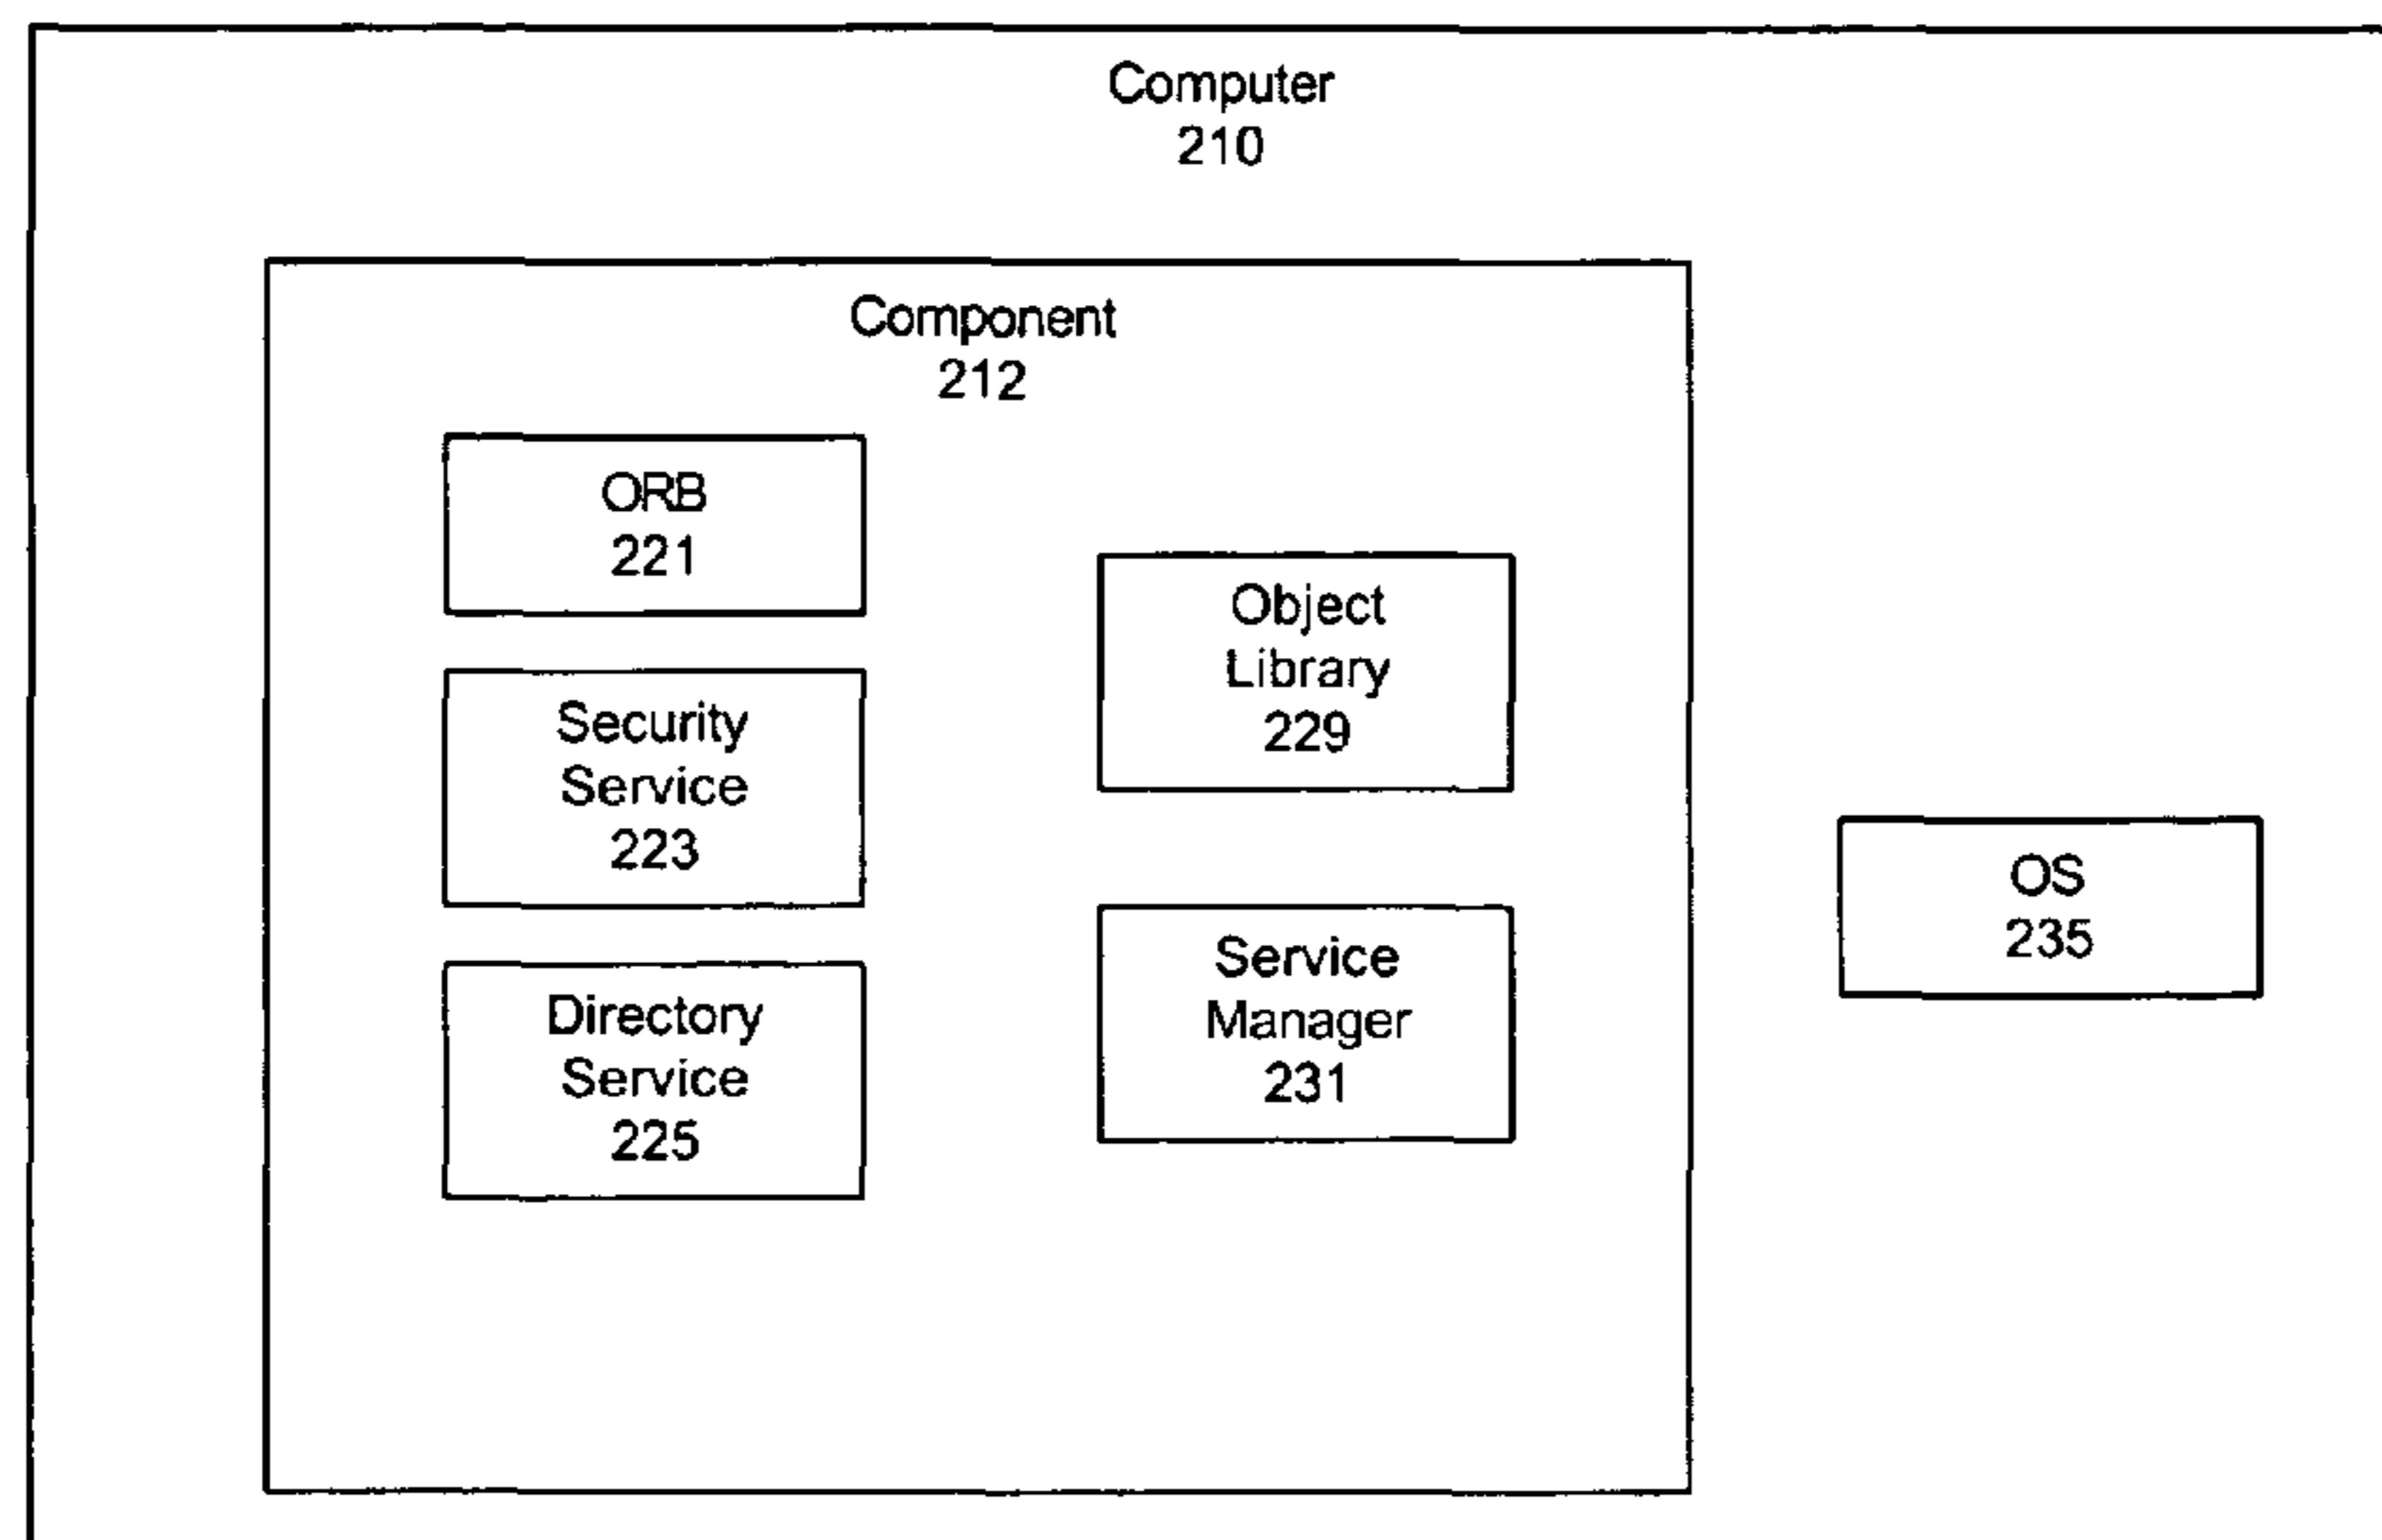 Computer
210
Component
212
ORB
221
Security
Service
223
Directory
Service
225
Object
Library
229
Service
Manager
231
OS
235